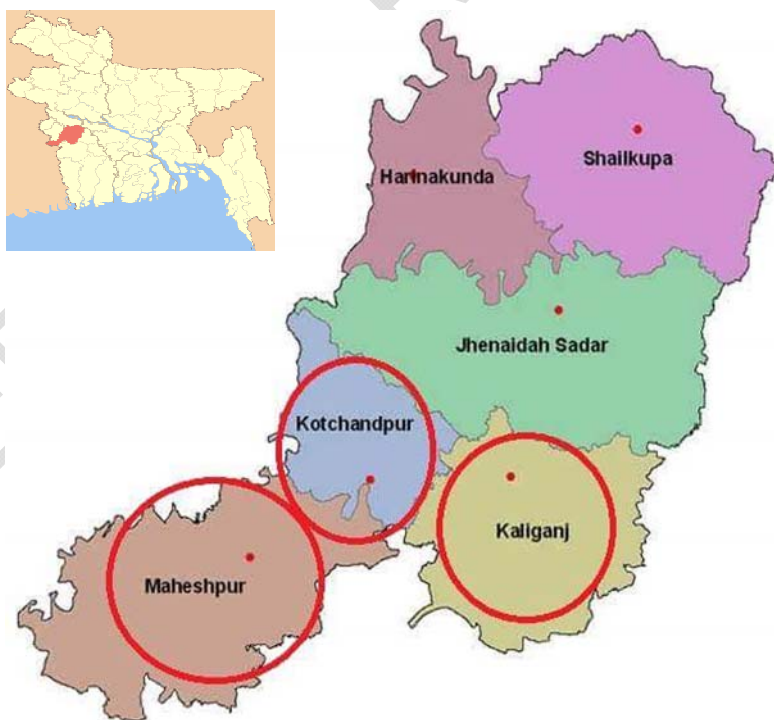 Shailkupa
Harinakunda
Jhenaidah Sadar
Kotchandpur
Kaliganj
Maheshpur